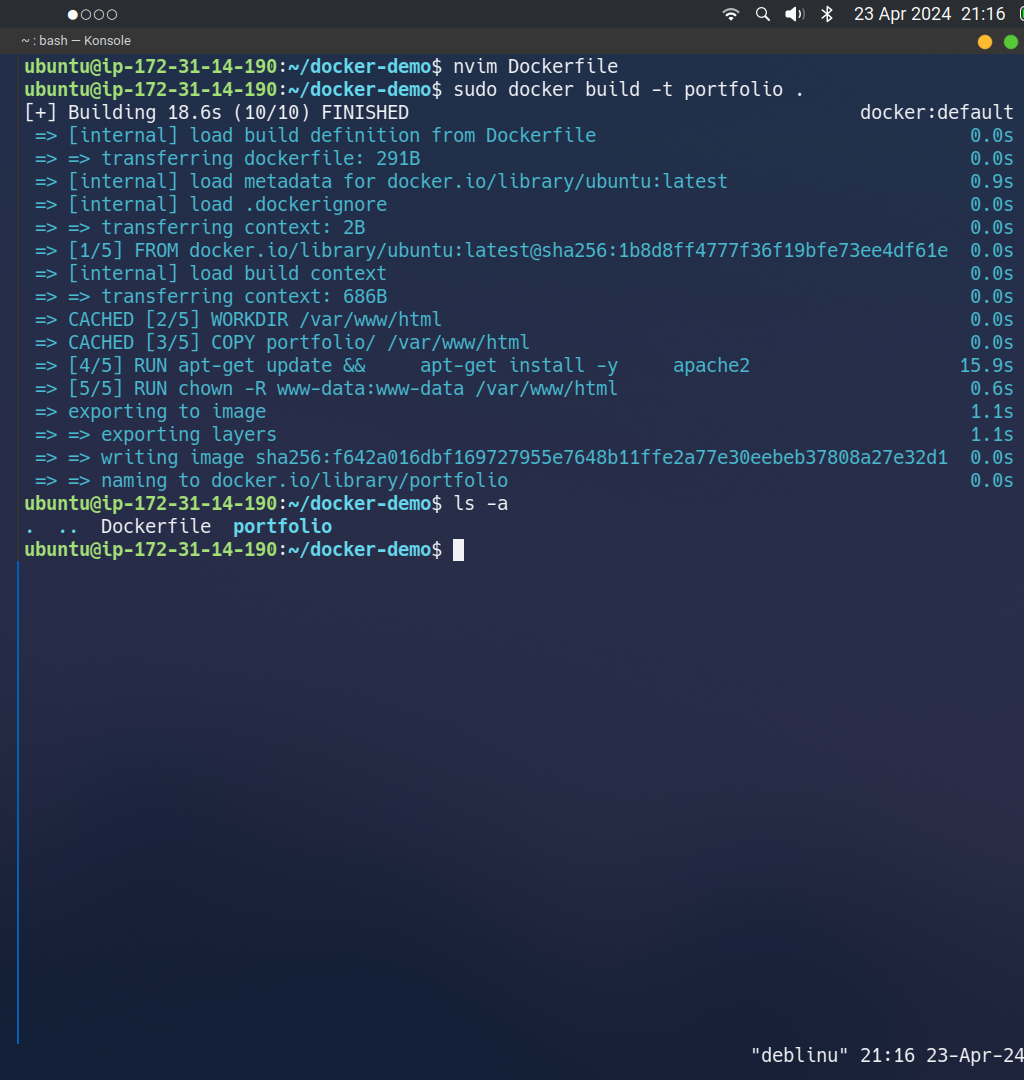 23 Apr 2024 21:16
~ : bash — Konsole
ubuntu@ip-172-31-14-190:~/docker-demo$ nvim Dockerfile
ubuntu@ip-172-31-14-190:~/docker-demo$ sudo docker build -t portfolio .
[+] Building 18.6s (10/10) FINISHED docker:default
=> [internal] load build definition from Dockerfile 0.0s
=> => transferring dockerfile: 291B 0.0s
=> [internal] load metadata for docker.io/library/ubuntu:latest 0.9s
=> [internal] load .dockerignore 0.0s
=> => transferring context: 2B 0.0s
=> [1/5] FROM docker.io/library/ubuntu:latest@sha256:1b8d8ff4777f36f19bfe73ee4df61e 0.0s
=> [internal] load build context 0.0s
=> => transferring context: 686B 0.0s
=> CACHED [2/5] WORKDIR /var/www/html 0.0s
=> CACHED [3/5] COPY portfolio/ /var/www/html 0.0s
=> [4/5] RUN apt-get update &&     apt-get install -y     apache2 15.9s
=> [5/5] RUN chown -R www-data:www-data /var/www/html 0.6s
=> exporting to image 1.1s
=> => exporting layers 1.1s
=> => writing image sha256:f642a016dbf169727955e7648b11ffe2a77e30eebeb37808a27e32d1 0.0s
=> => naming to docker.io/library/portfolio 0.0s
ubuntu@ip-172-31-14-190:~/docker-demo$ ls -a
.  ..  Dockerfile  portfolio
ubuntu@ip-172-31-14-190:~/docker-demo$
"deblinu" 21:16 23-Apr-24